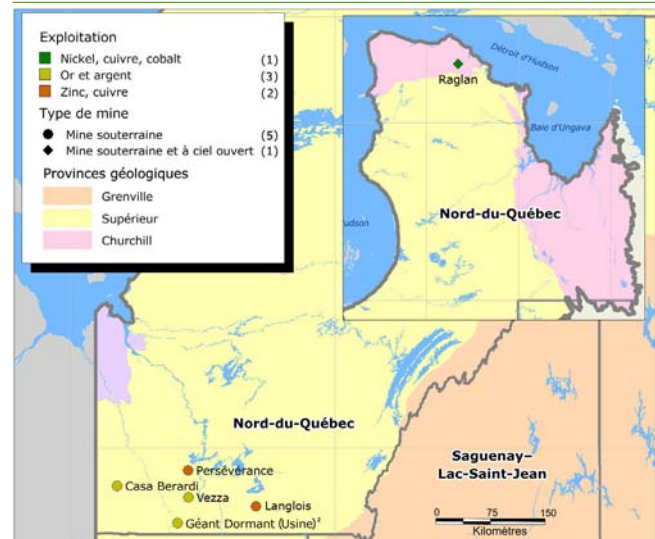 Exploitation
Nickel, cuivre, cobalt (1)
Or et argent (3)
Zinc, cuivre (2)
Type de mine
Mine souterraine (5)
Mine souterraine et à ciel ouvert (1)
Provinces géologiques
Grenville
Supérieur
Churchill
Détroit d'Hudson
Raglan
Baie d'Ungava
Hudson
Nord-du-Québec
Nord-du-Québec
Saguenay–
Lac-Saint-Jean
Persévérance
Casa Berardi
Vezza
Langlois
Géant Dormant (Usine)²
0 75 150
Kilomètres